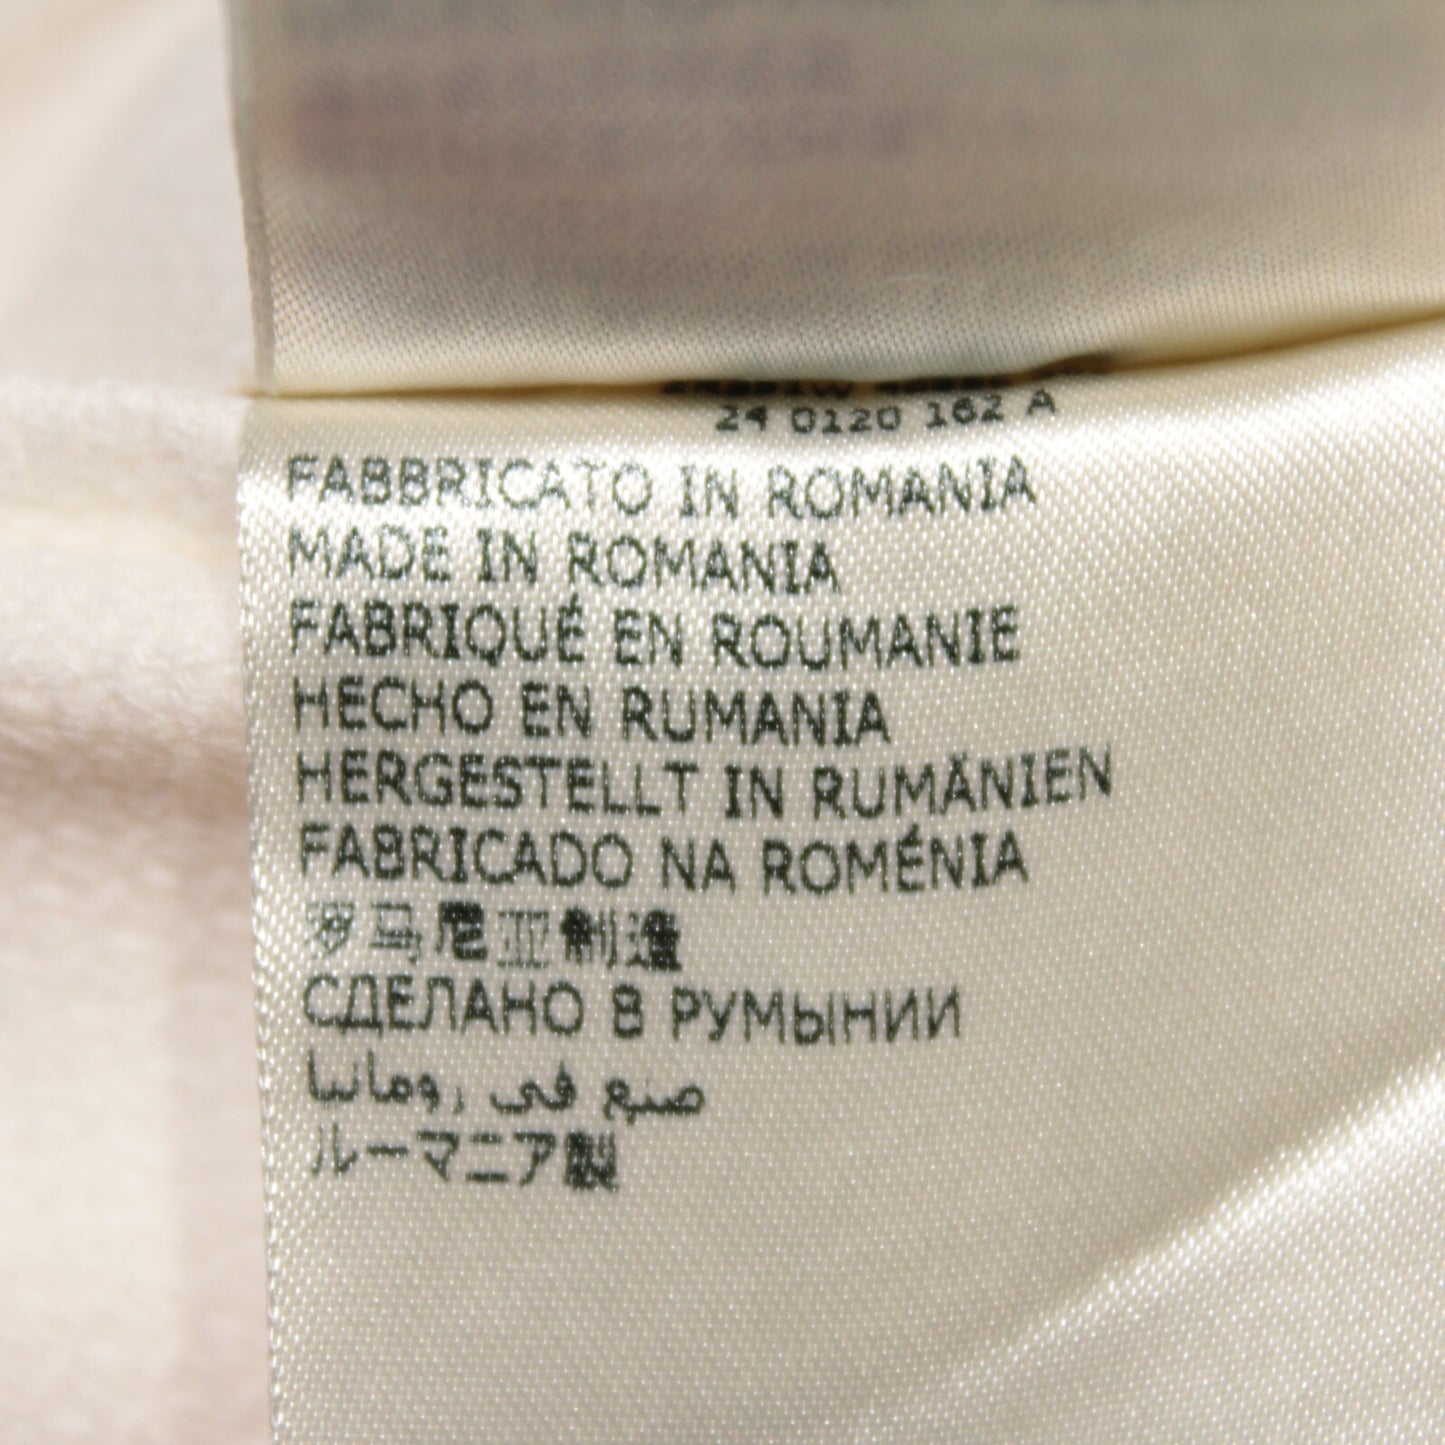 24 0120 162 A
FABBRICATO IN ROMANIA
MADE IN ROMANIA
FABRIQUÉ EN ROUMANIE
HECHO EN RUMANIA
HERGESTELLT IN RUMÄNIEN
FABRICADO NA ROMÉNIA
罗马尼亚制造
СДЕЛАНО В РУМЫНИИ
صنع في رومانيا
ルーマニア製